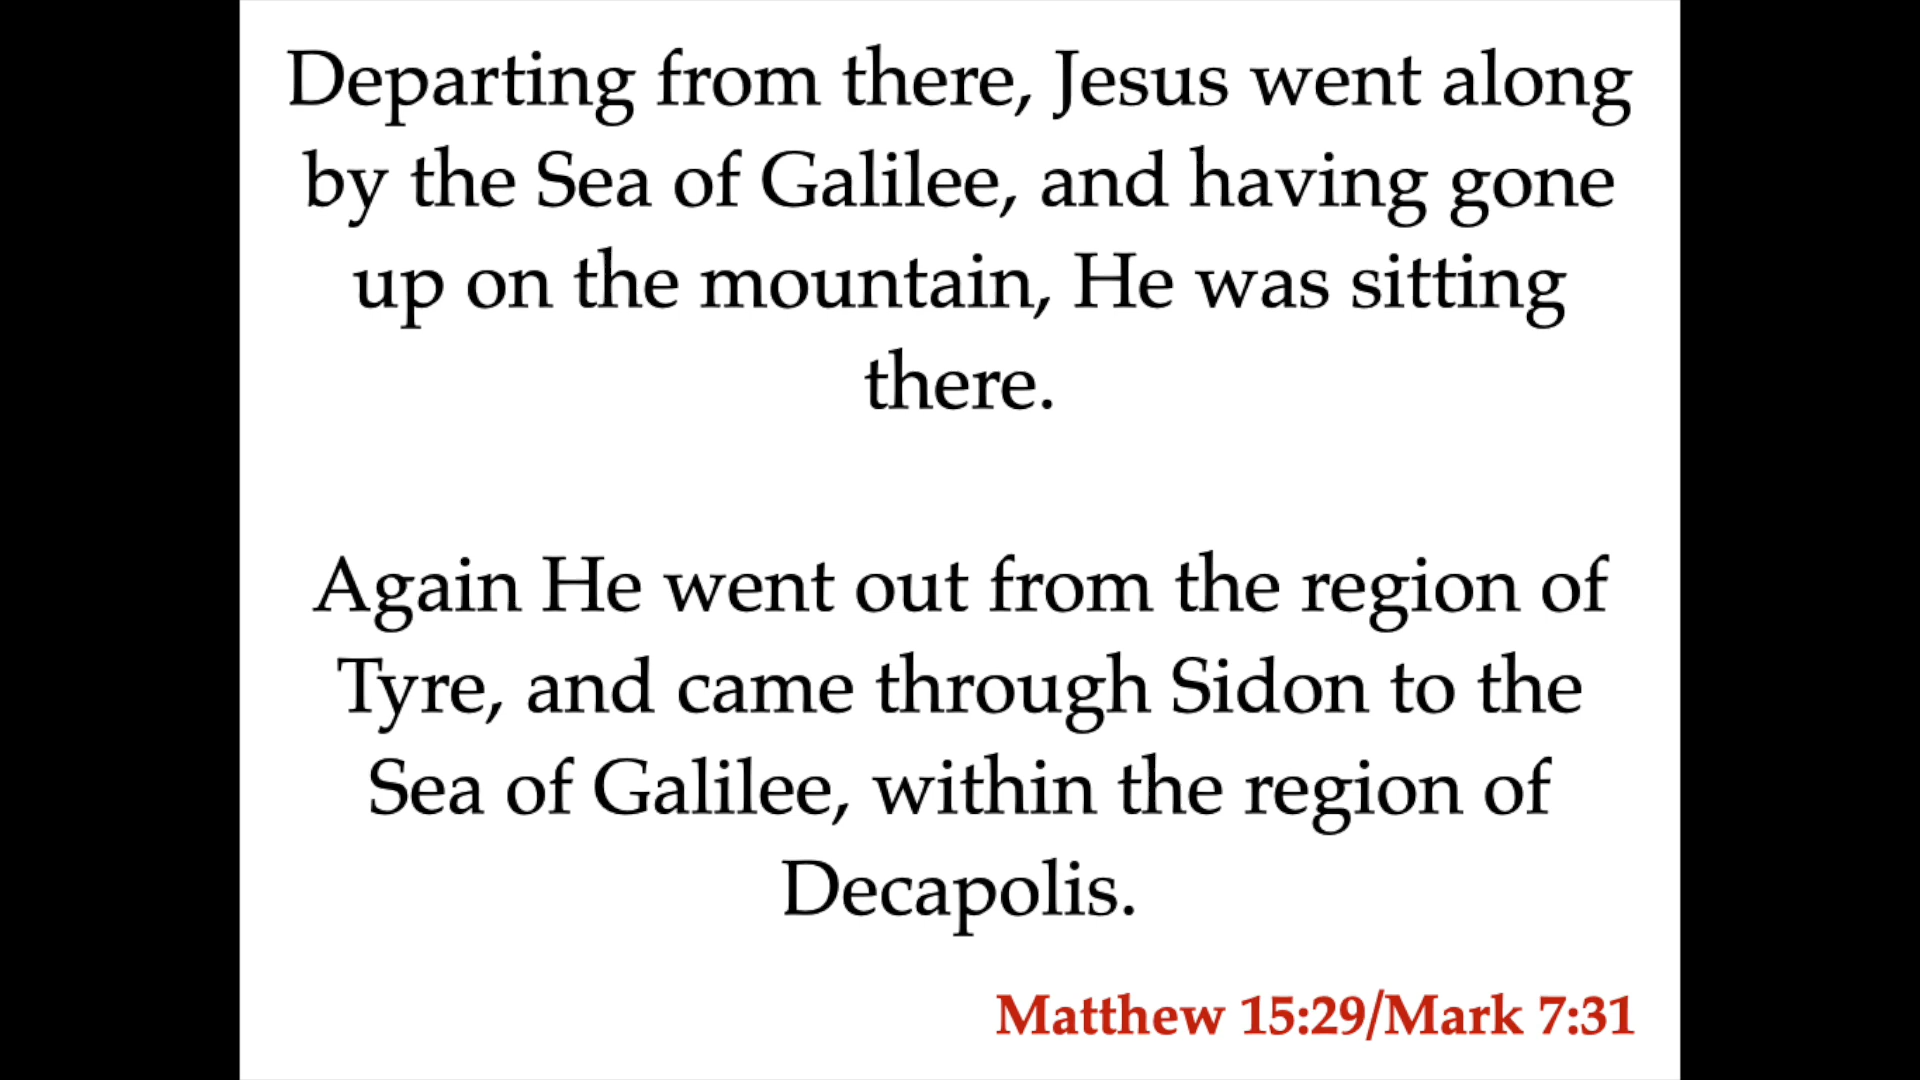 Departing from there, Jesus went along
by the Sea of Galilee, and having gone
up on the mountain, He was sitting
there.
Again He went out from the region of
Tyre, and came through Sidon to the
Sea of Galilee, within the region of
Decapolis.
Matthew 15:29/Mark 7:31